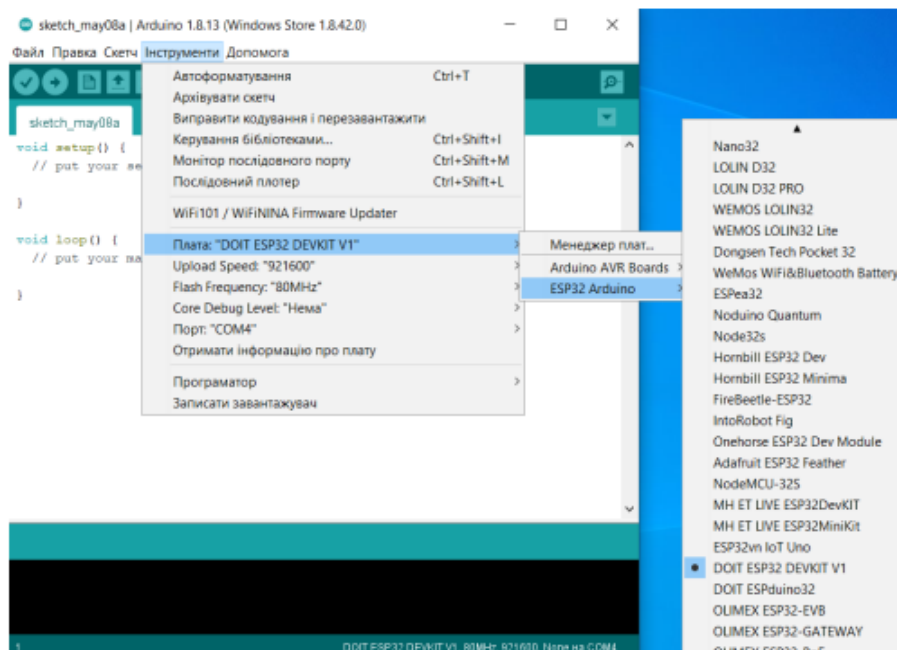 sketch_may08a | Arduino 1.8.13 (Windows Store 1.8.42.0)
Файл Правка Скетч Інструменти Допомога
sketch_may08a
void setup() {
// put your se
}
void loop() {
// put your ma
}
Автоформатування Ctrl+T
Архівувати скетч
Виправити кодування і перезавантажити
Керування бібліотеками... Ctrl+Shift+I
Монітор послідовного порту Ctrl+Shift+M
Послідовний плотер Ctrl+Shift+L
WiFi101 / WiFiNINA Firmware Updater
Плата: "DOIT ESP32 DEVKIT V1"
Upload Speed: "921600"
Flash Frequency: "80MHz"
Core Debug Level: "Нема"
Порт: "COM4"
Отримати інформацію про плату
Програматор
Записати завантажувач
Менеджер плат...
Arduino AVR Boards
ESP32 Arduino
Nano32
LOLIN D32
LOLIN D32 PRO
WEMOS LOLIN32
WEMOS LOLIN32 Lite
Dongsen Tech Pocket 32
WeMos WiFi&Bluetooth Battery
ESPea32
Noduino Quantum
Node32s
Hornbill ESP32 Dev
Hornbill ESP32 Minima
FireBeetle-ESP32
IntoRobot Fig
Onehorse ESP32 Dev Module
Adafruit ESP32 Feather
NodeMCU-32S
MH ET LIVE ESP32DevKIT
MH ET LIVE ESP32MiniKit
ESP32vn IoT Uno
DOIT ESP32 DEVKIT V1
DOIT ESPduino32
OLIMEX ESP32-EVB
OLIMEX ESP32-GATEWAY
1 DOIT ESP32 DEVKIT V1, 80MHz, 921600, None на COM4